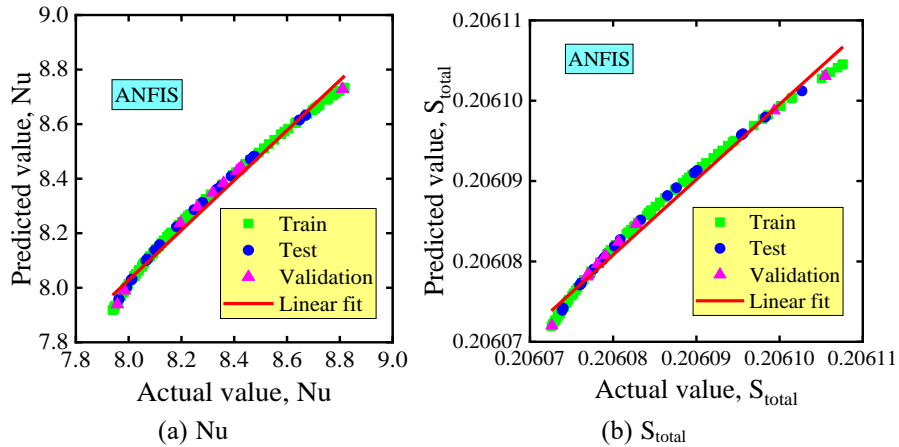 9.0
8.8
8.6
8.4
8.2
8.0
7.8
Predicted value, Nu
ANFIS
Train
Test
Validation
Linear fit
7.8 8.0 8.2 8.4 8.6 8.8 9.0
Actual value, Nu
(a) Nu
0.20611
0.20610
0.20609
0.20608
0.20607
Predicted value, S_total
ANFIS
Train
Test
Validation
Linear fit
0.20607 0.20608 0.20609 0.20610 0.20611
Actual value, S_total
(b) S_total